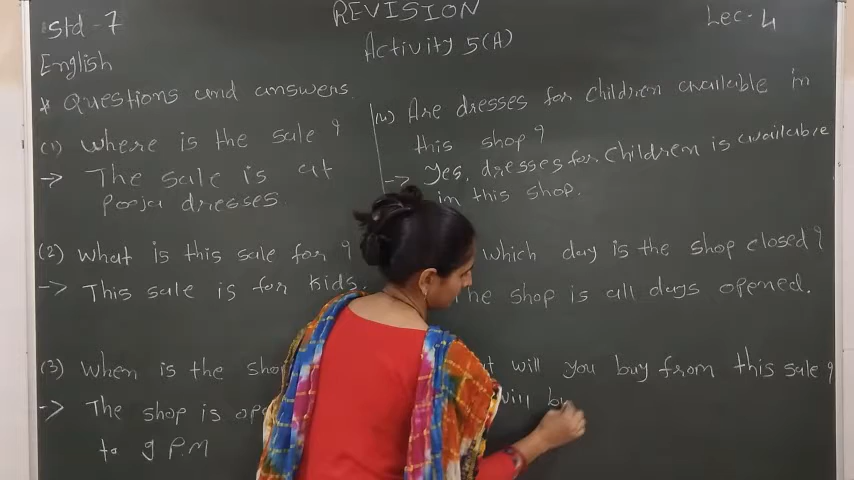 REVISION
Std - 7
Lec - 4
Activity 5(A)
English
* Questions and answers.
(1) Where is the sale ?
-> The sale is at
pooja dresses.
(2) What is this sale for ?
-> This sale is for kids.
(3) When is the sho
-> The shop is ope
to 9 P.M
(4) Are dresses for children available in
this shop ?
-> Yes, dresses for children is available
in this shop.
which day is the shop closed ?
he shop is all days opened.
t will you buy from this sale ?
will bu